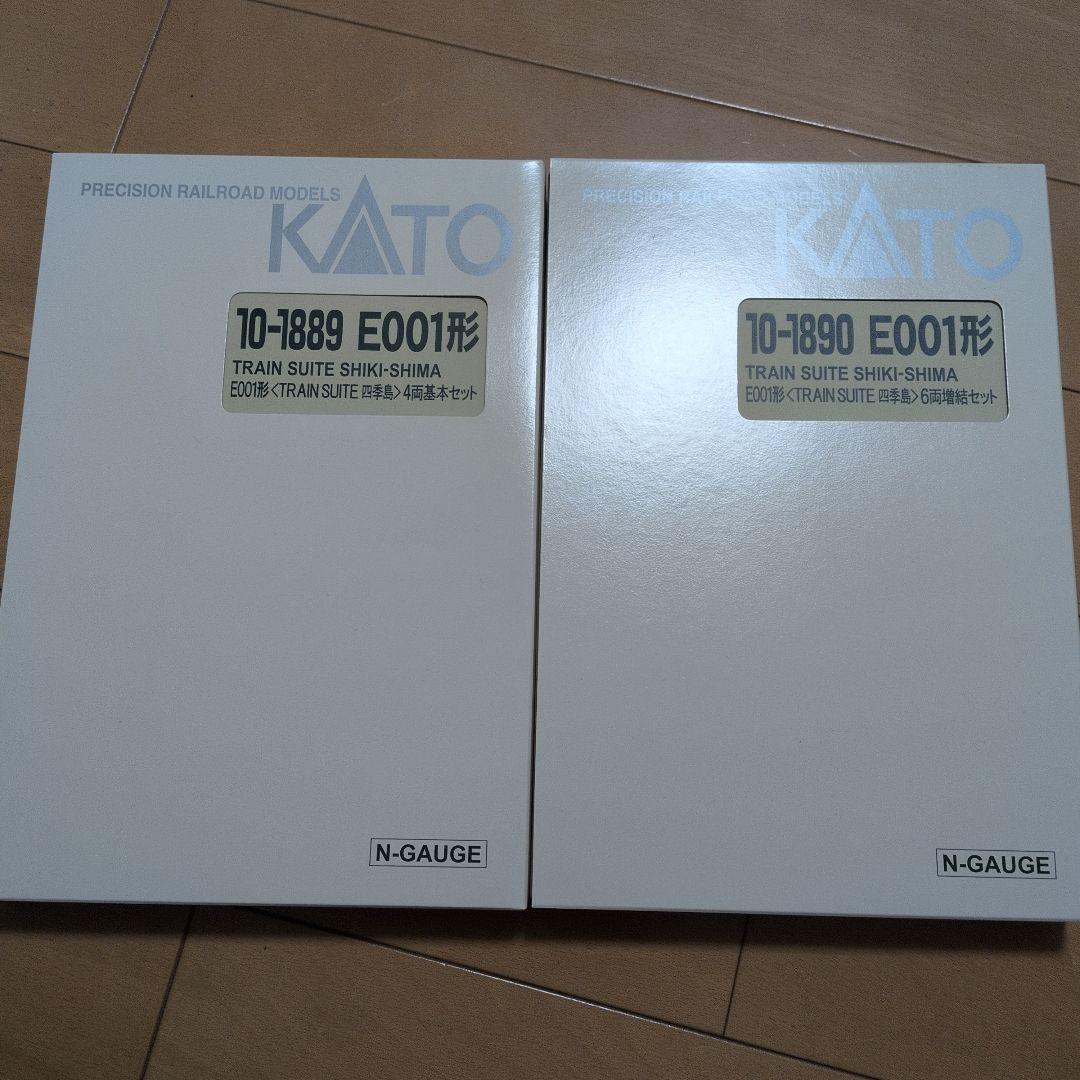 PRECISION RAILROAD MODELS
KATO
10-1889 E001形
TRAIN SUITE SHIKI-SHIMA
E001形〈TRAIN SUITE 四季島〉4両基本セット
N-GAUGE
PRECISION RAILROAD MODELS
KATO
10-1890 E001形
TRAIN SUITE SHIKI-SHIMA
E001形〈TRAIN SUITE 四季島〉6両増結セット
N-GAUGE